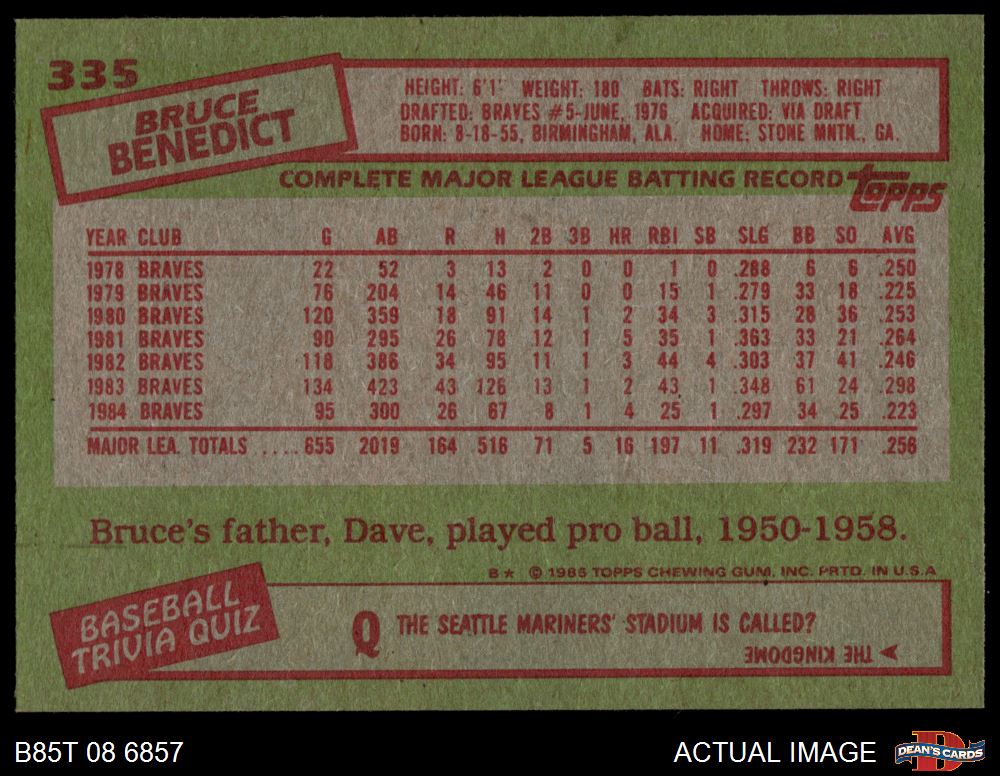 335
BRUCE
BENEDICT
HEIGHT: 6'1" WEIGHT: 180 BATS: RIGHT THROWS: RIGHT
DRAFTED: BRAVES #5-JUNE, 1976 ACQUIRED: VIA DRAFT
BORN: 8-18-55, BIRMINGHAM, ALA. HOME: STONE MNTN., GA.
COMPLETE MAJOR LEAGUE BATTING RECORD topps
YEAR CLUB G AB R H 2B 3B HR RBI SB SLG BB SO AVG
1978 BRAVES 22 52 3 13 2 0 0 1 0 .288 6 6 .250
1979 BRAVES 76 204 14 46 11 0 0 15 1 .279 33 18 .225
1980 BRAVES 120 359 18 91 14 1 2 34 3 .315 28 36 .253
1981 BRAVES 90 295 26 78 12 1 5 35 1 .363 33 21 .264
1982 BRAVES 118 386 34 95 11 1 3 44 4 .303 37 41 .246
1983 BRAVES 134 423 43 126 13 1 2 43 1 .348 61 24 .298
1984 BRAVES 95 300 26 67 8 1 4 25 1 .297 34 25 .223
MAJOR LEA. TOTALS .... 655 2019 164 516 71 5 16 197 11 .319 232 171 .256
Bruce's father, Dave, played pro ball, 1950-1958.
B* © 1985 TOPPS CHEWING GUM, INC. PRTD. IN U.S.A
BASEBALL
TRIVIA QUIZ
Q THE SEATTLE MARINERS' STADIUM IS CALLED?
THE KINGDOME
B85T 08 6857
ACTUAL IMAGE
D
DEAN'S CARDS